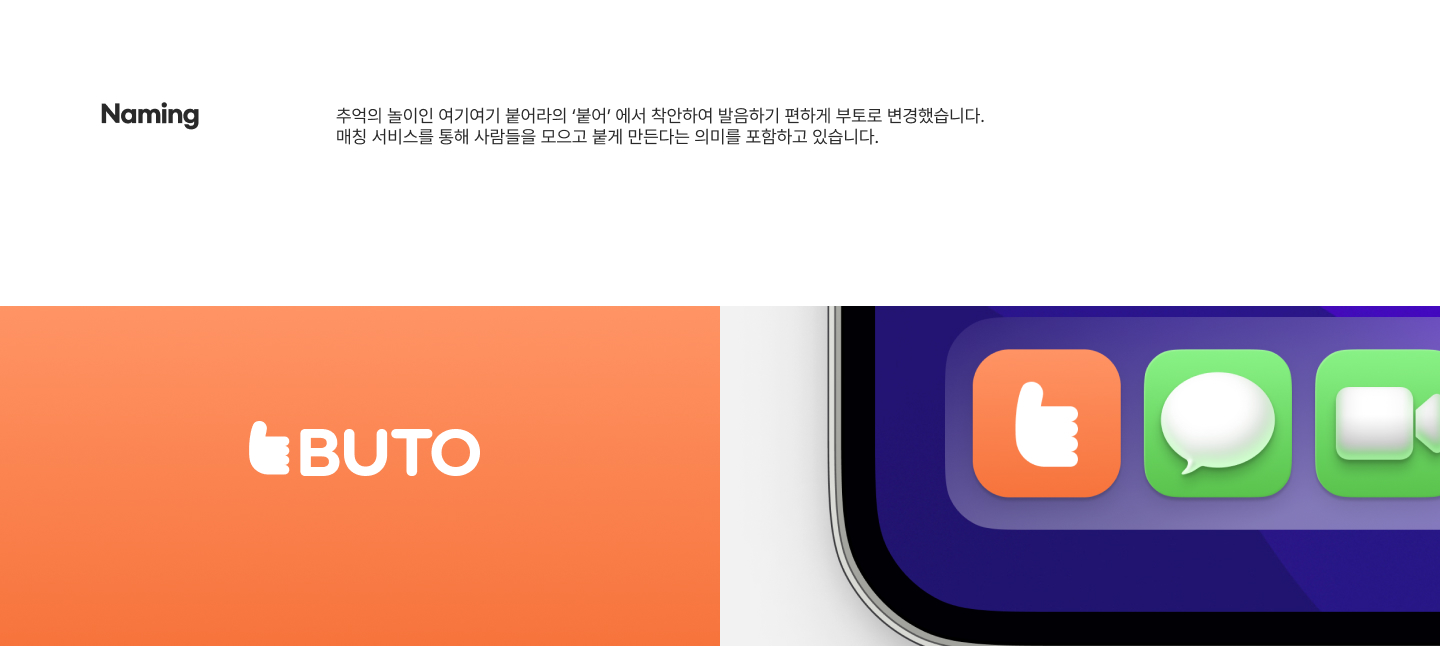 Naming
추억의 놀이인 여기여기 붙어라의 ‘붙어’ 에서 착안하여 발음하기 편하게 부토로 변경했습니다.
매칭 서비스를 통해 사람들을 모으고 붙게 만든다는 의미를 포함하고 있습니다.
BUTO